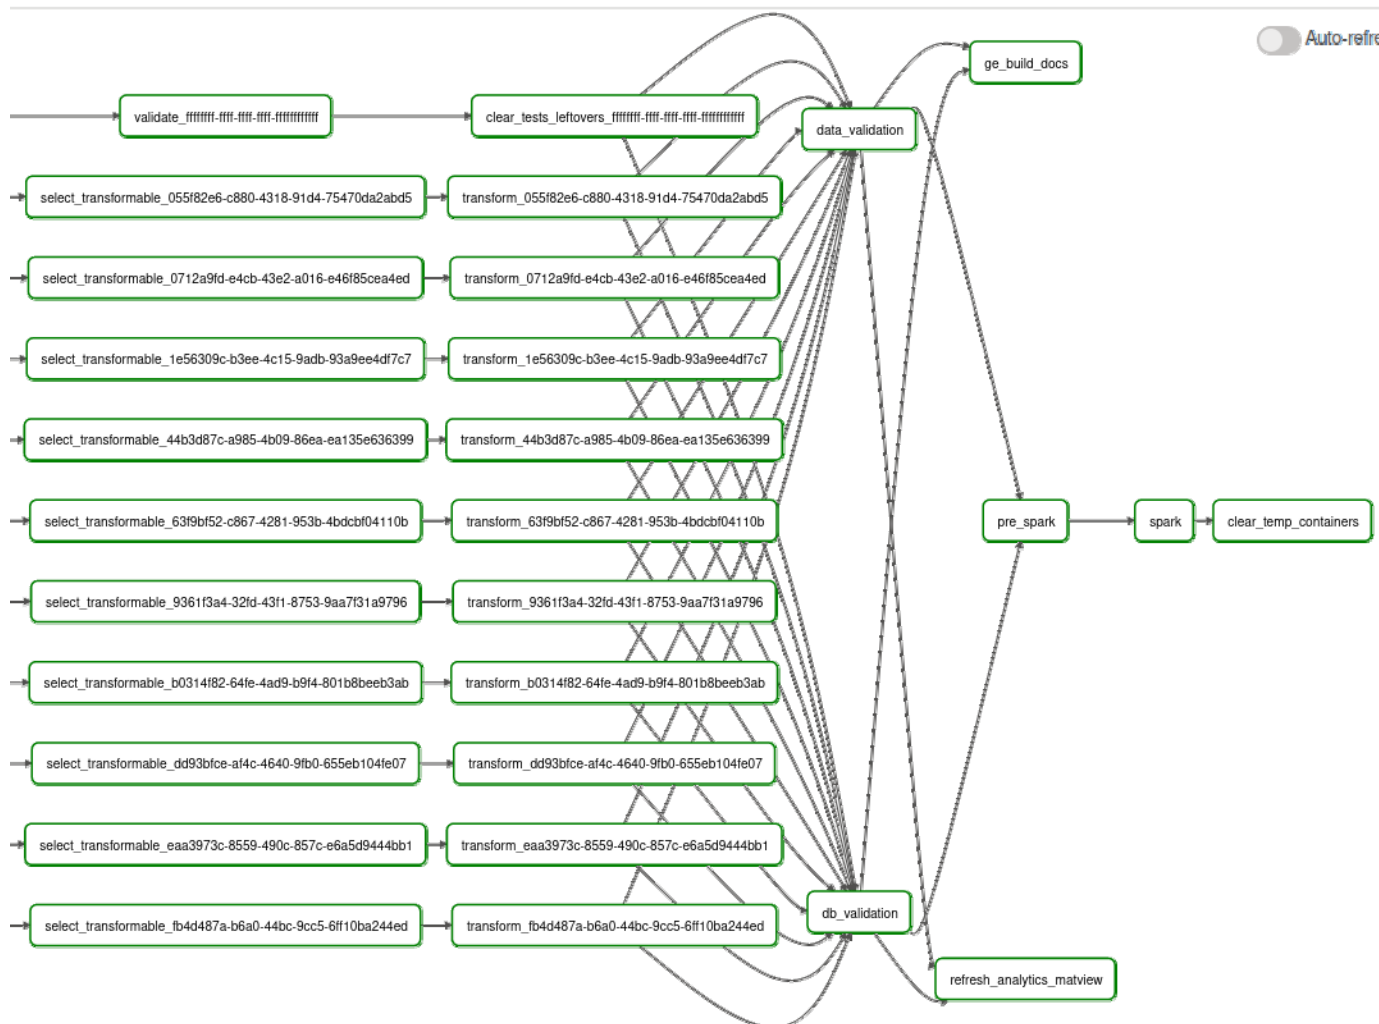 Auto-refre
ge_build_docs
validate_ffffffff-ffff-ffff-ffff-ffffffffffff
clear_tests_leftovers_ffffffff-ffff-ffff-ffff-ffffffffffff
data_validation
select_transformable_055f82e6-c880-4318-91d4-75470da2abd5
transform_055f82e6-c880-4318-91d4-75470da2abd5
select_transformable_0712a9fd-e4cb-43e2-a016-e46f85cea4ed
transform_0712a9fd-e4cb-43e2-a016-e46f85cea4ed
select_transformable_1e56309c-b3ee-4c15-9adb-93a9ee4df7c7
transform_1e56309c-b3ee-4c15-9adb-93a9ee4df7c7
select_transformable_44b3d87c-a985-4b09-86ea-ea135e636399
transform_44b3d87c-a985-4b09-86ea-ea135e636399
select_transformable_63f9bf52-c867-4281-953b-4bdcbf04110b
transform_63f9bf52-c867-4281-953b-4bdcbf04110b
pre_spark
spark
clear_temp_containers
select_transformable_9361f3a4-32fd-43f1-8753-9aa7f31a9796
transform_9361f3a4-32fd-43f1-8753-9aa7f31a9796
select_transformable_b0314f82-64fe-4ad9-b9f4-801b8beeb3ab
transform_b0314f82-64fe-4ad9-b9f4-801b8beeb3ab
select_transformable_dd93bfce-af4c-4640-9fb0-655eb104fe07
transform_dd93bfce-af4c-4640-9fb0-655eb104fe07
select_transformable_eaa3973c-8559-490c-857c-e6a5d9444bb1
transform_eaa3973c-8559-490c-857c-e6a5d9444bb1
db_validation
select_transformable_fb4d487a-b6a0-44bc-9cc5-6ff10ba244ed
transform_fb4d487a-b6a0-44bc-9cc5-6ff10ba244ed
refresh_analytics_matview